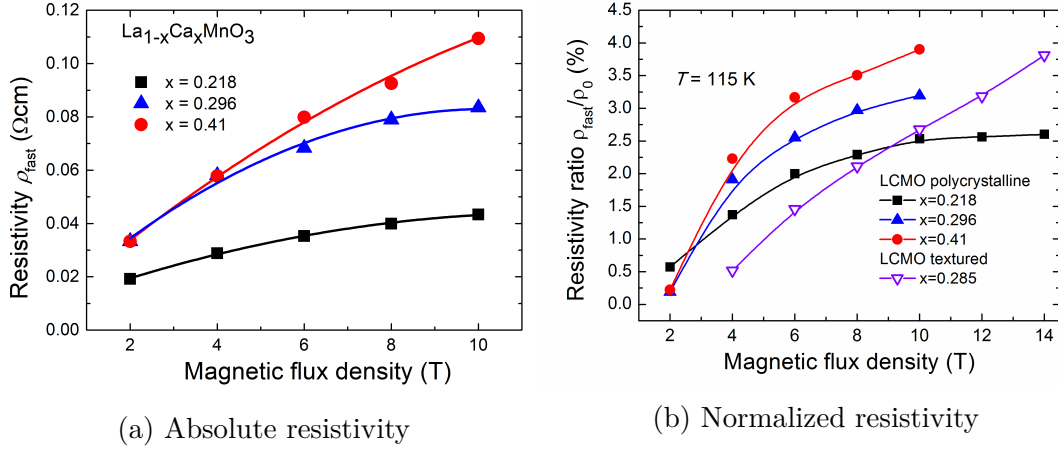 La1-xCaxMnO3
x = 0.218
x = 0.296
x = 0.41
Resistivity ρfast (Ωcm)
0.12
0.10
0.08
0.06
0.04
0.02
0.00
2 4 6 8 10
Magnetic flux density (T)
(a) Absolute resistivity
T = 115 K
LCMO polycrystalline
x=0.218
x=0.296
x=0.41
LCMO textured
x=0.285
Resistivity ratio ρfast/ρ0 (%)
4.5
4.0
3.5
3.0
2.5
2.0
1.5
1.0
0.5
0.0
2 4 6 8 10 12 14
Magnetic flux density (T)
(b) Normalized resistivity